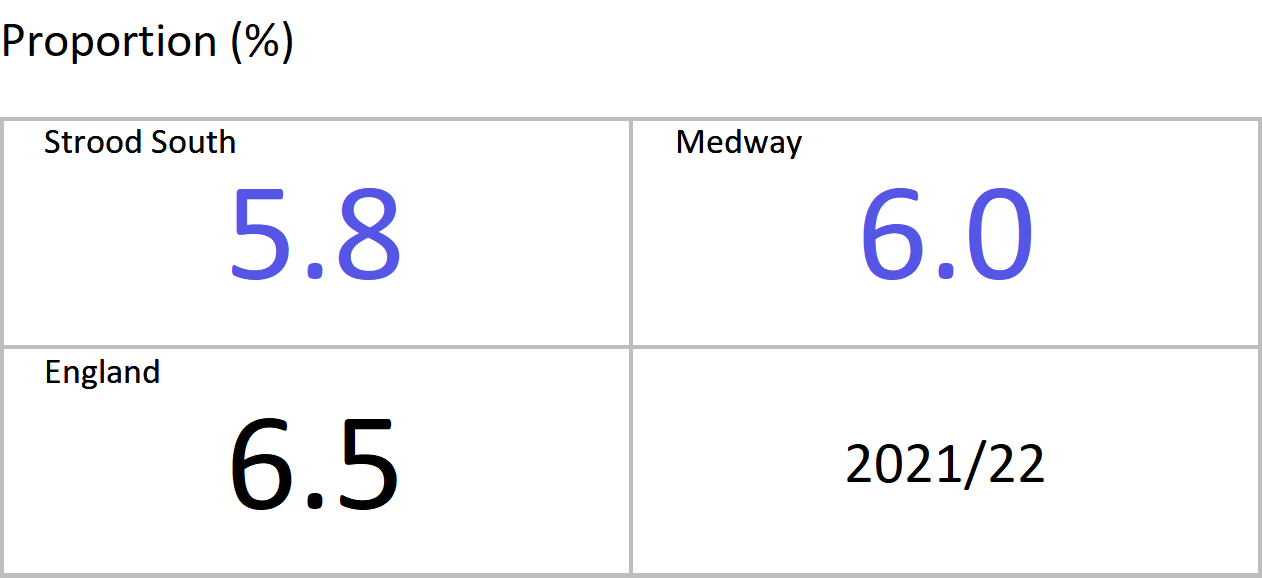 Proportion (%)
Strood South
5.8
Medway
6.0
England
6.5
2021/22